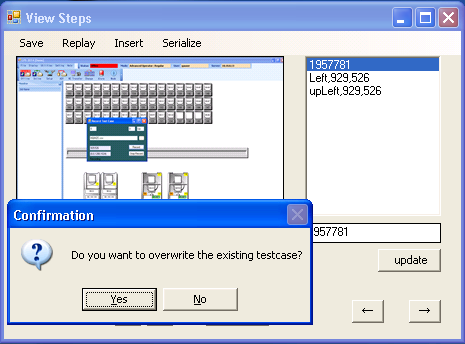 View Steps
Save Replay Insert Serialize
1957781
Left,929,526
upLeft,929,526
Confirmation
1957781
Do you want to overwrite the existing testcase?
update
Yes No
← →